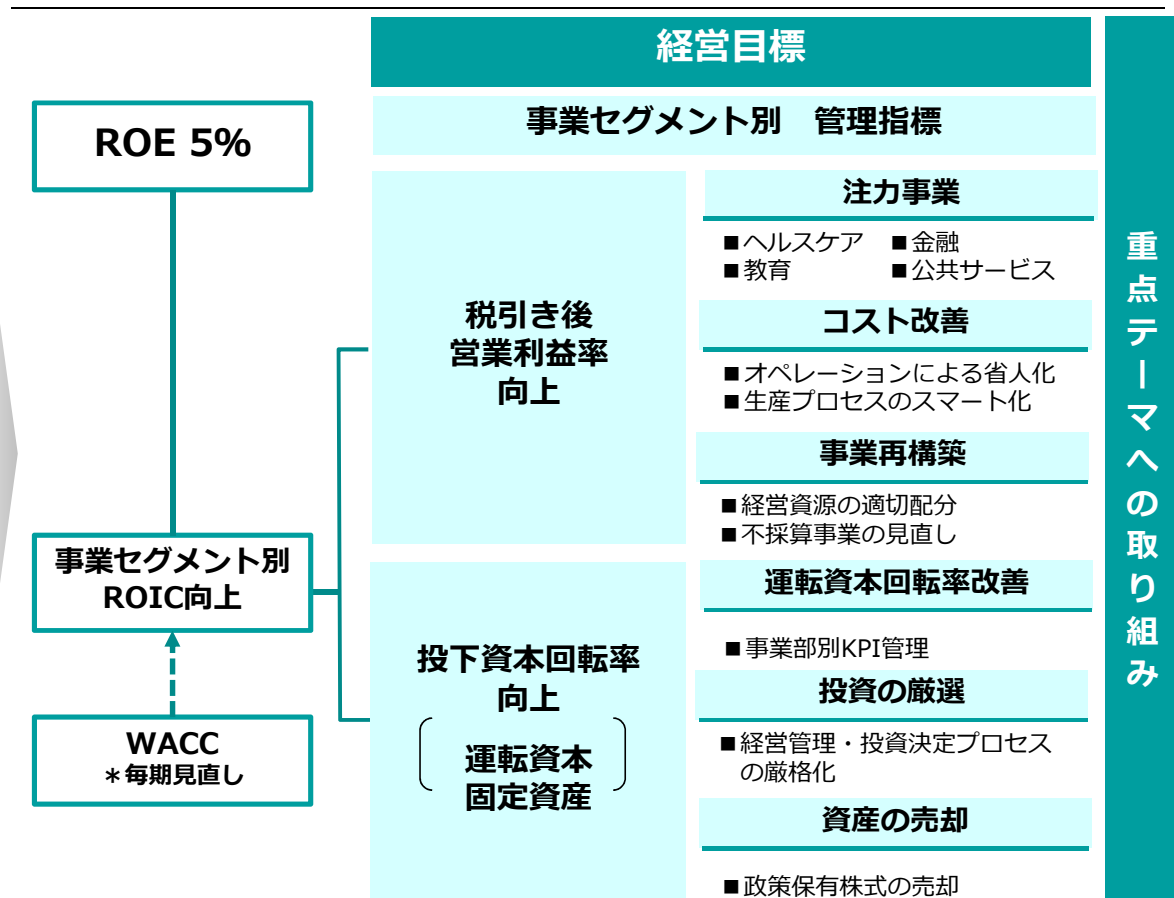 経営目標
ROE 5%
事業セグメント別
ROIC向上
WACC
＊毎期見直し
事業セグメント別　管理指標
税引き後
営業利益率
向上
注力事業
■ヘルスケア ■金融
■教育 ■公共サービス
コスト改善
■オペレーションによる省人化
■生産プロセスのスマート化
事業再構築
■経営資源の適切配分
■不採算事業の見直し
投下資本回転率
向上
運転資本
固定資産
運転資本回転率改善
■事業部別KPI管理
投資の厳選
■経営管理・投資決定プロセス
の厳格化
資産の売却
■政策保有株式の売却
重点テーマへの取り組み